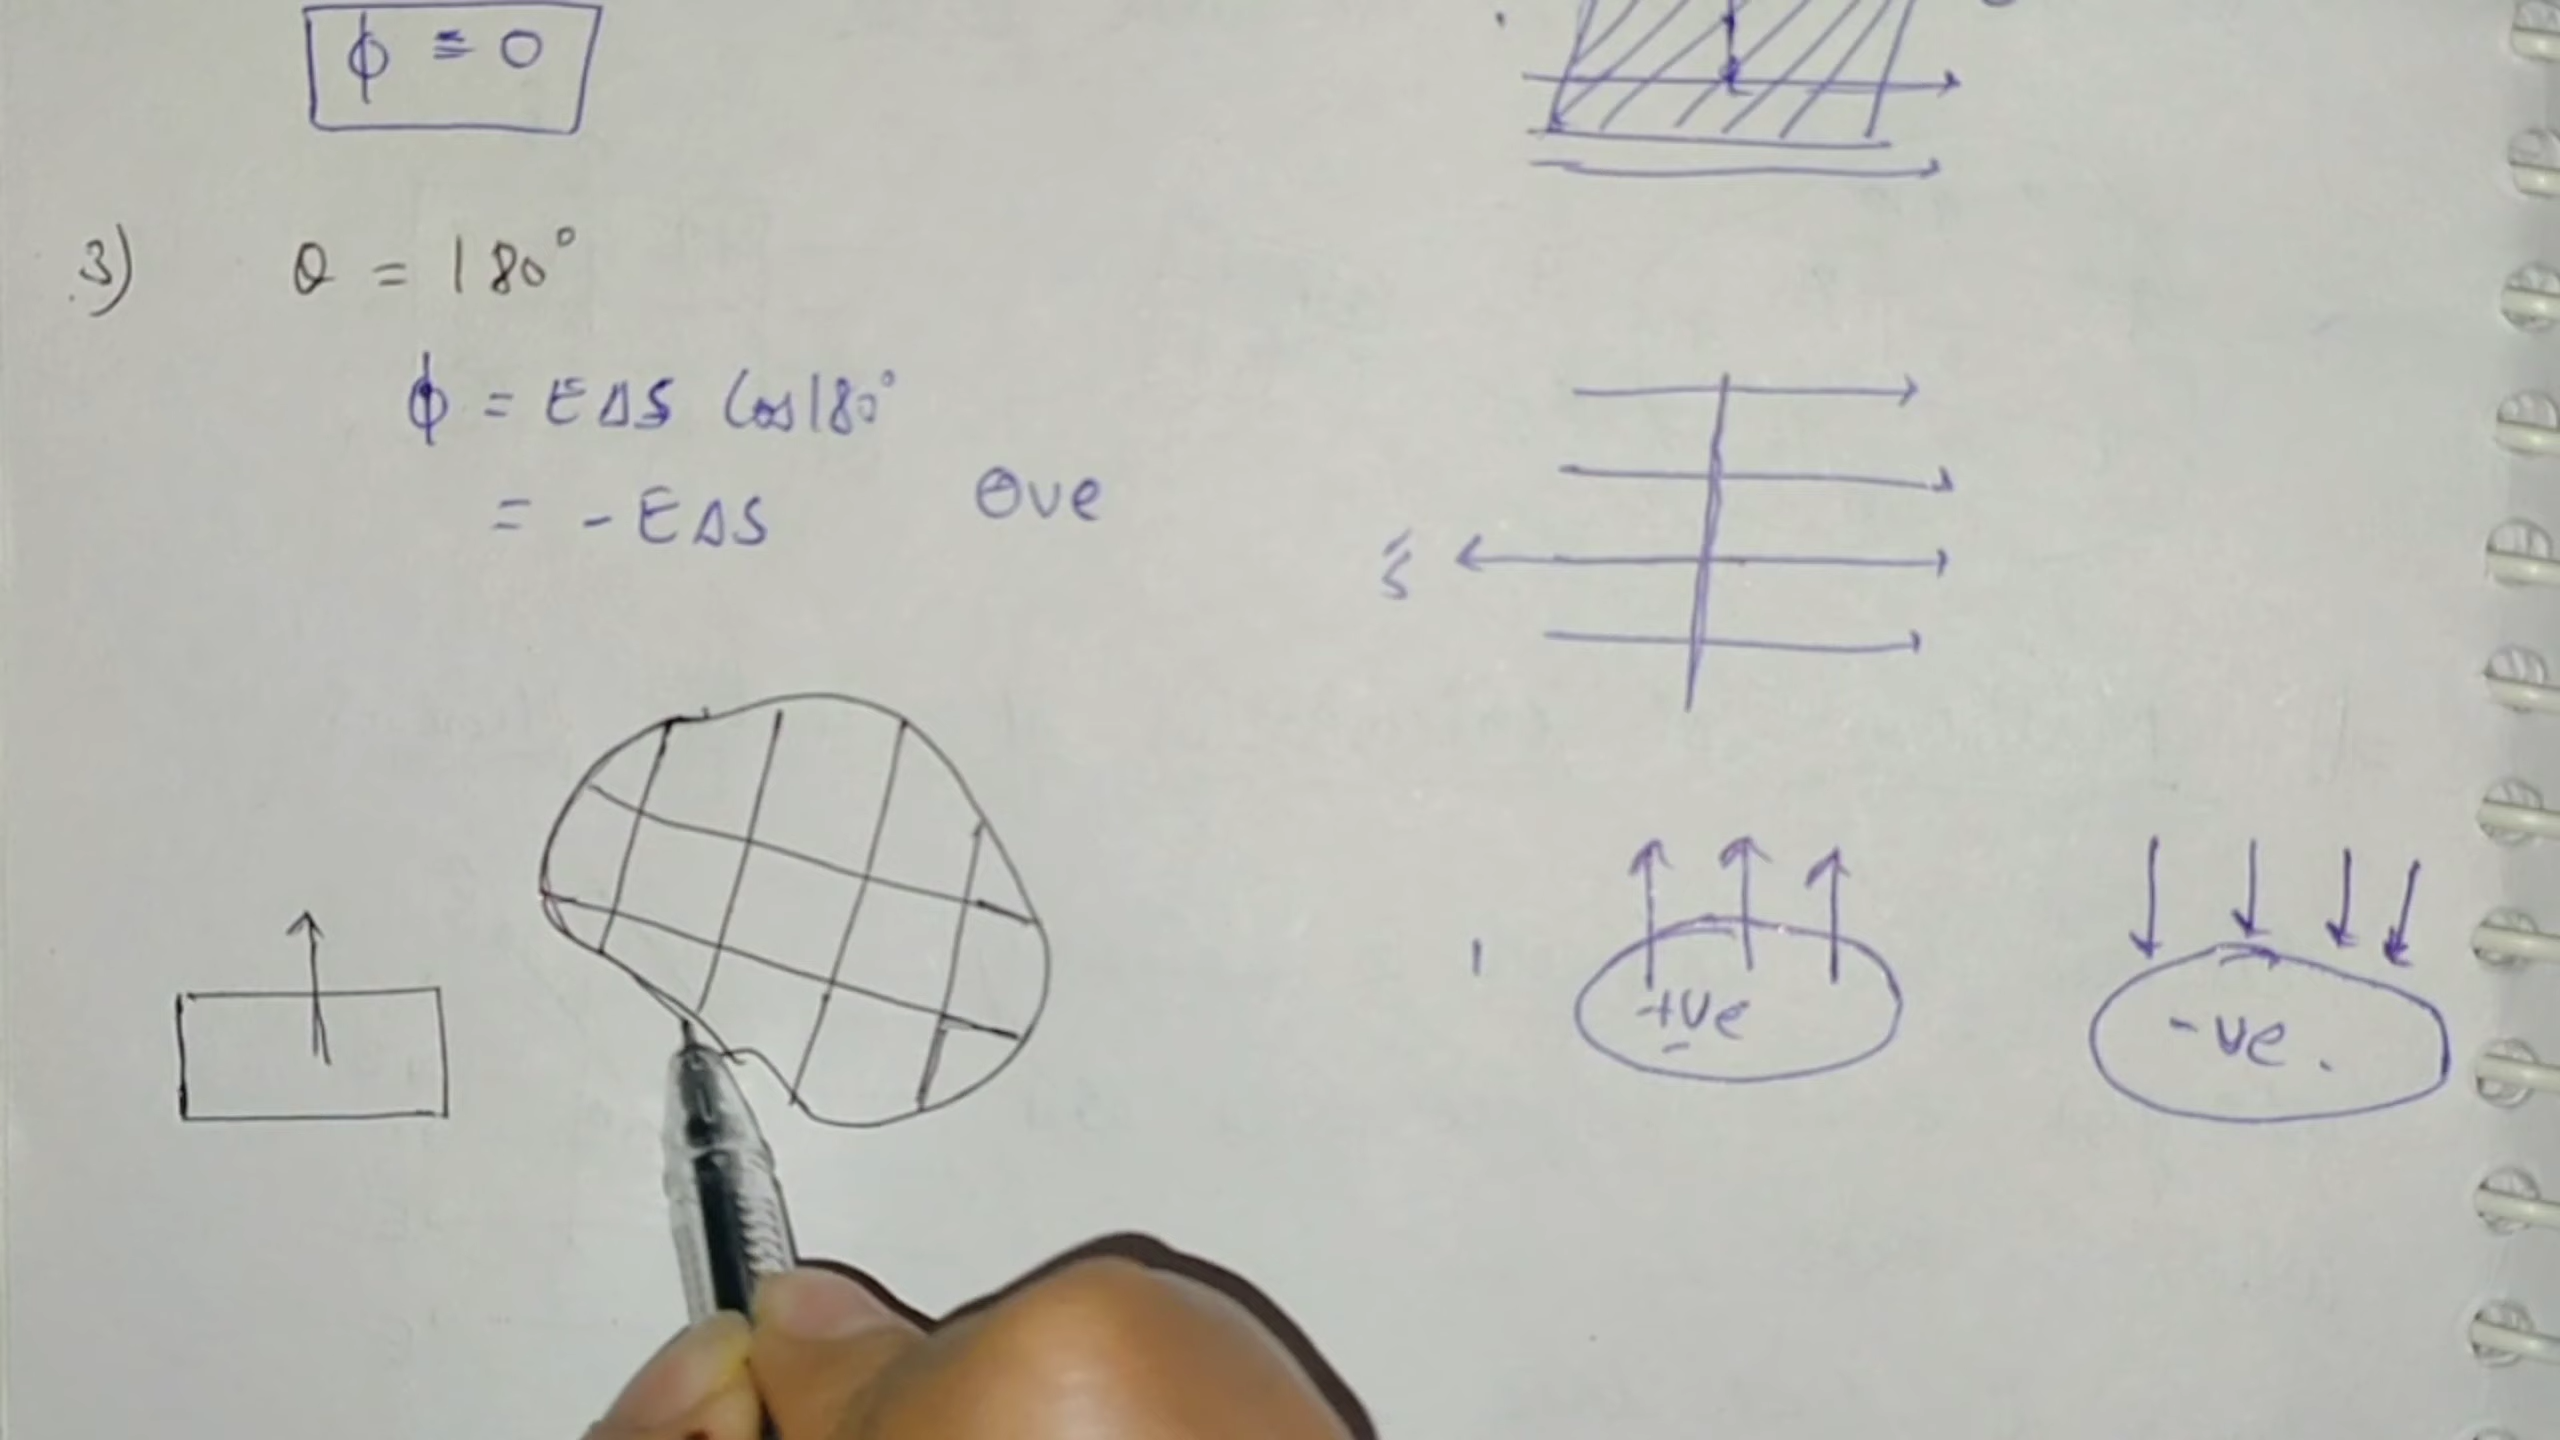 ϕ = 0
3) θ = 180°
ϕ = EΔS Cos180°
= - EΔS ⊖ve
S
+ve
-ve.